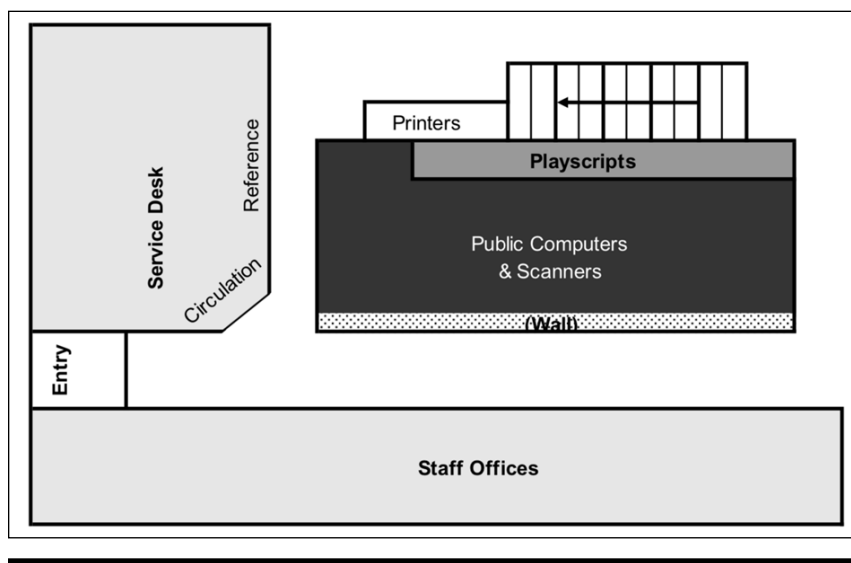 Reference
Printers
Service Desk
Playscripts
Circulation
Public Computers
& Scanners
(Wall)
Entry
Staff Offices